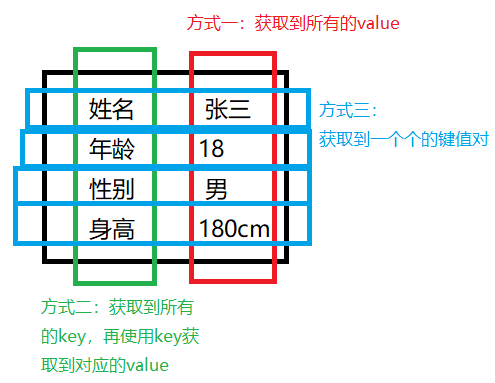 方式一：获取到所有的value
姓名 张三
年龄 18
性别 男
身高 180cm
方式三：
获取到一个个的键值对
方式二：获取到所有
的key，再使用key获
取到对应的value